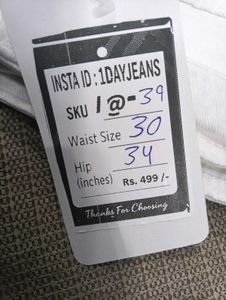 INSTA ID : 1DAYJEANS
SKU 1@-39
Waist Size 30
Hip 34
(inches) Rs. 499/-
Thanks For Choosing